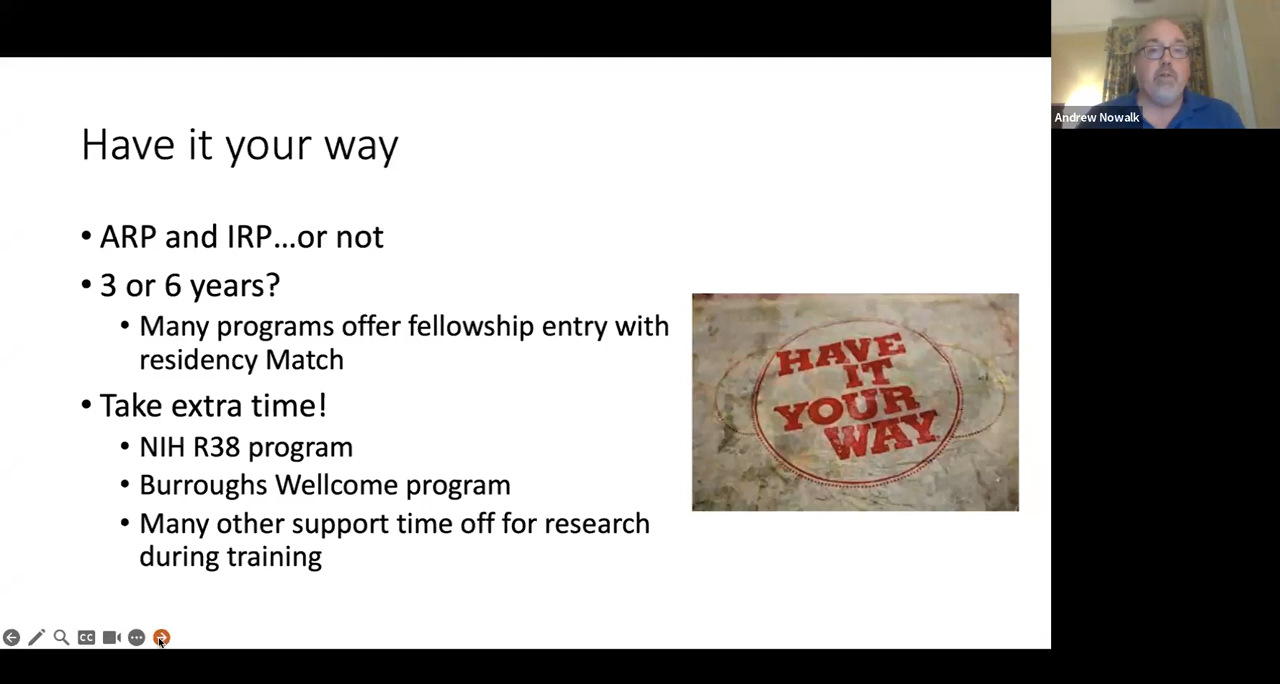 Have it your way
• ARP and IRP...or not
• 3 or 6 years?
• Many programs offer fellowship entry with
residency Match
• Take extra time!
• NIH R38 program
• Burroughs Wellcome program
• Many other support time off for research
during training
HAVE
IT
YOUR
WAY
Andrew Nowalk
CC